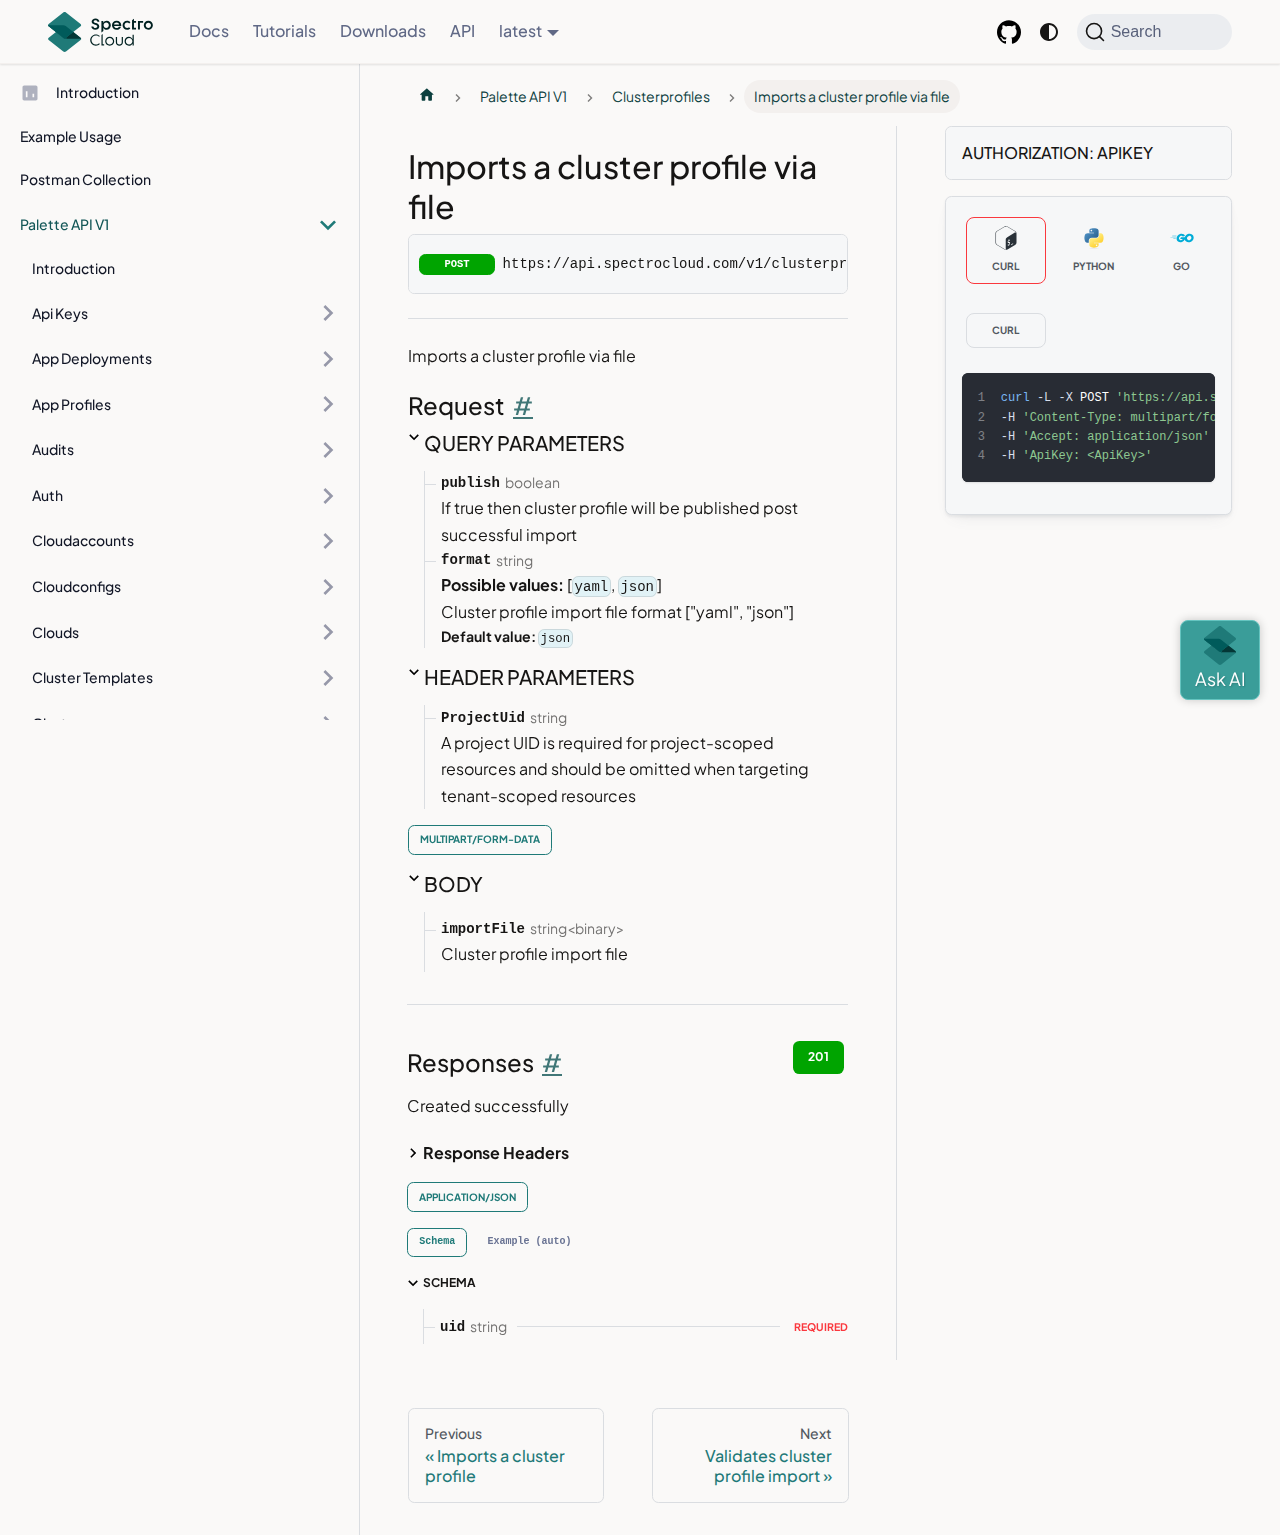 Spectro Cloud
Docs
Tutorials
Downloads
API
latest
Search
Introduction
Example Usage
Postman Collection
Palette API V1
Introduction
Api Keys
App Deployments
App Profiles
Audits
Auth
Cloudaccounts
Cloudconfigs
Clouds
Cluster Templates
Palette API V1
Clusterprofiles
Imports a cluster profile via file
Imports a cluster profile via
file
POST https://api.spectrocloud.com/v1/clusterpr
Imports a cluster profile via file
Request #
QUERY PARAMETERS
publish boolean
If true then cluster profile will be published post
successful import
format string
Possible values: [yaml, json]
Cluster profile import file format ["yaml", "json"]
Default value: json
HEADER PARAMETERS
ProjectUid string
A project UID is required for project-scoped
resources and should be omitted when targeting
tenant-scoped resources
MULTIPART/FORM-DATA
BODY
importFile string<binary>
Cluster profile import file
Responses #
201
Created successfully
Response Headers
APPLICATION/JSON
Schema
Example (auto)
SCHEMA
uid string
REQUIRED
Previous
« Imports a cluster
profile
Next
Validates cluster
profile import »
AUTHORIZATION: APIKEY
CURL
PYTHON
GO
CURL
1 curl -L -X POST 'https://api.s
2 -H 'Content-Type: multipart/fo
3 -H 'Accept: application/json'
4 -H 'ApiKey: <ApiKey>'
Ask AI